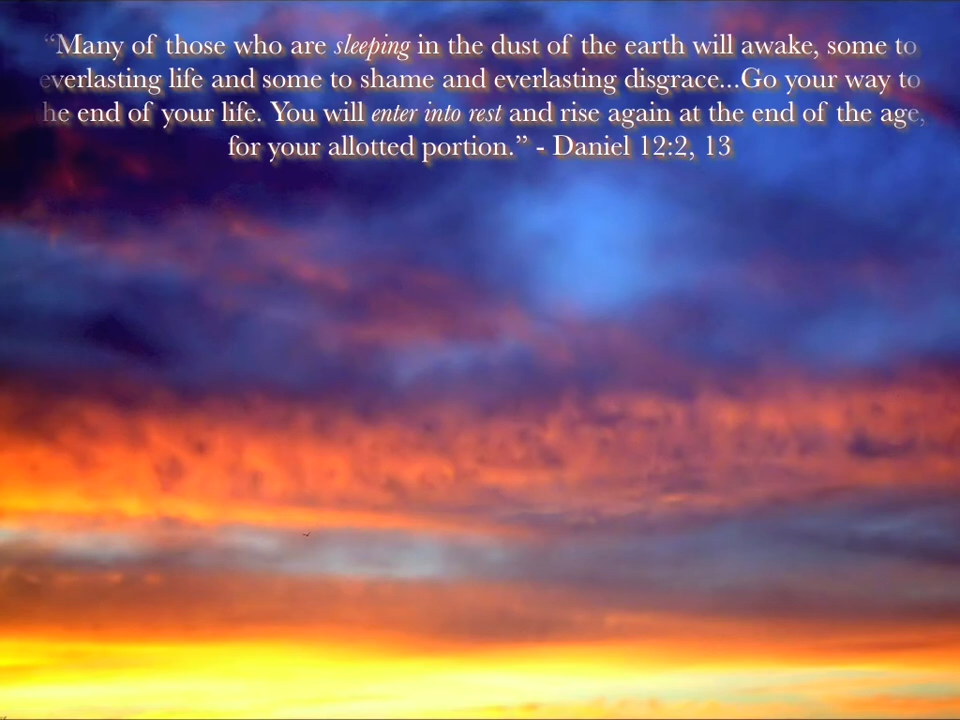 “Many of those who are sleeping in the dust of the earth will awake, some to
everlasting life and some to shame and everlasting disgrace...Go your way to
he end of your life. You will enter into rest and rise again at the end of the age,
for your allotted portion.” - Daniel 12:2, 13